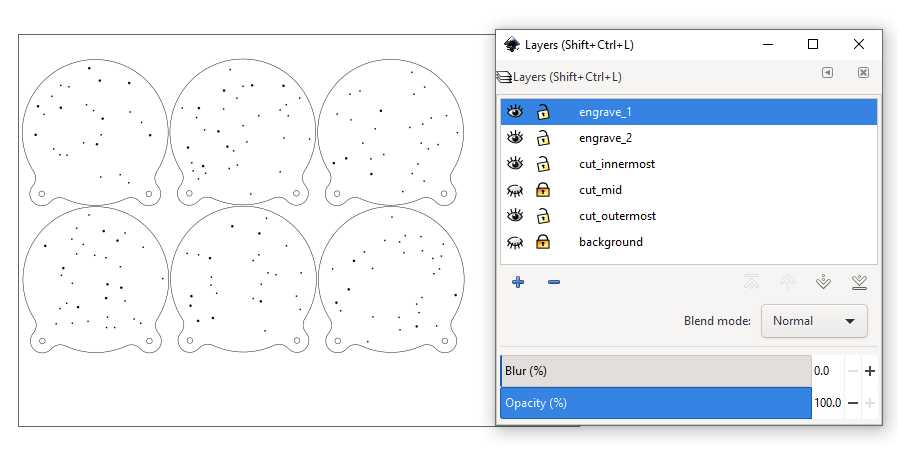 Layers (Shift+Ctrl+L)
Layers (Shift+Ctrl+L)
engrave_1
engrave_2
cut_innermost
cut_mid
cut_outermost
background
Blend mode: Normal
Blur (%) 0.0
Opacity (%) 100.0